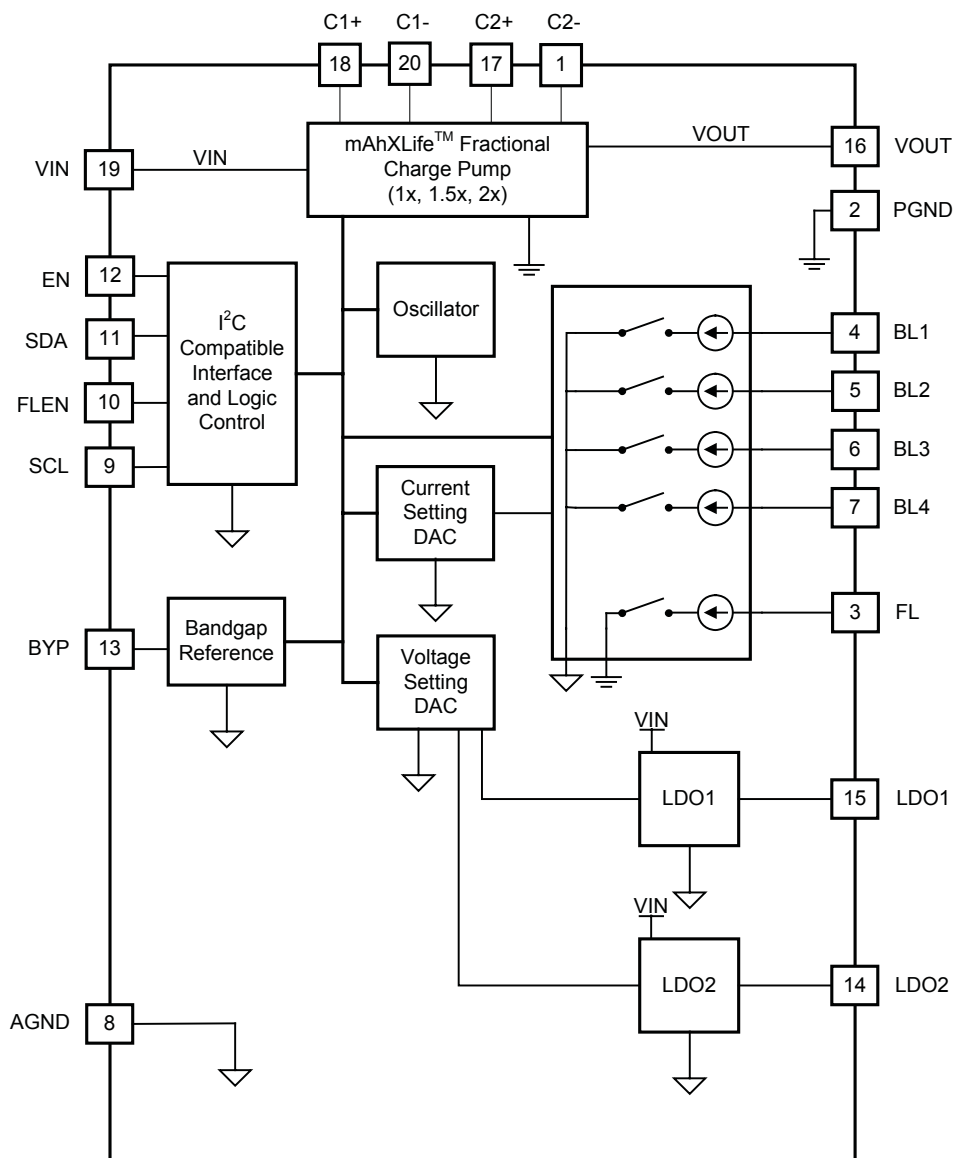 C1+ C1- C2+ C2-
18 20 17 1
mAhXLife™ Fractional
Charge Pump
(1x, 1.5x, 2x)
VIN 19 VIN
VOUT 16 VOUT
2 PGND
EN 12
SDA 11
FLEN 10
SCL 9
I²C
Compatible
Interface
and Logic
Control
Oscillator
4 BL1
5 BL2
6 BL3
7 BL4
3 FL
Current
Setting
DAC
BYP 13
Bandgap
Reference
Voltage
Setting
DAC
VIN
LDO1
15 LDO1
VIN
LDO2
14 LDO2
AGND 8